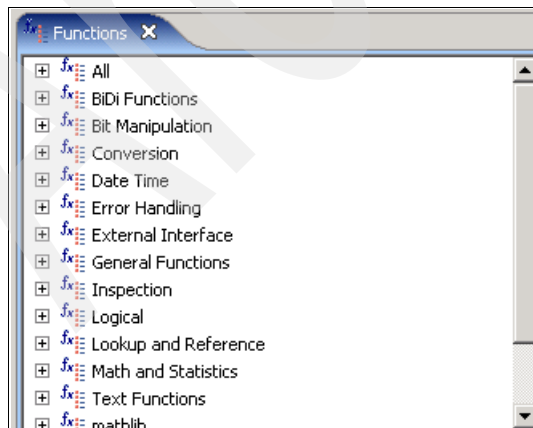 Functions
All
BiDi Functions
Bit Manipulation
Conversion
Date Time
Error Handling
External Interface
General Functions
Inspection
Logical
Lookup and Reference
Math and Statistics
Text Functions
mathlib